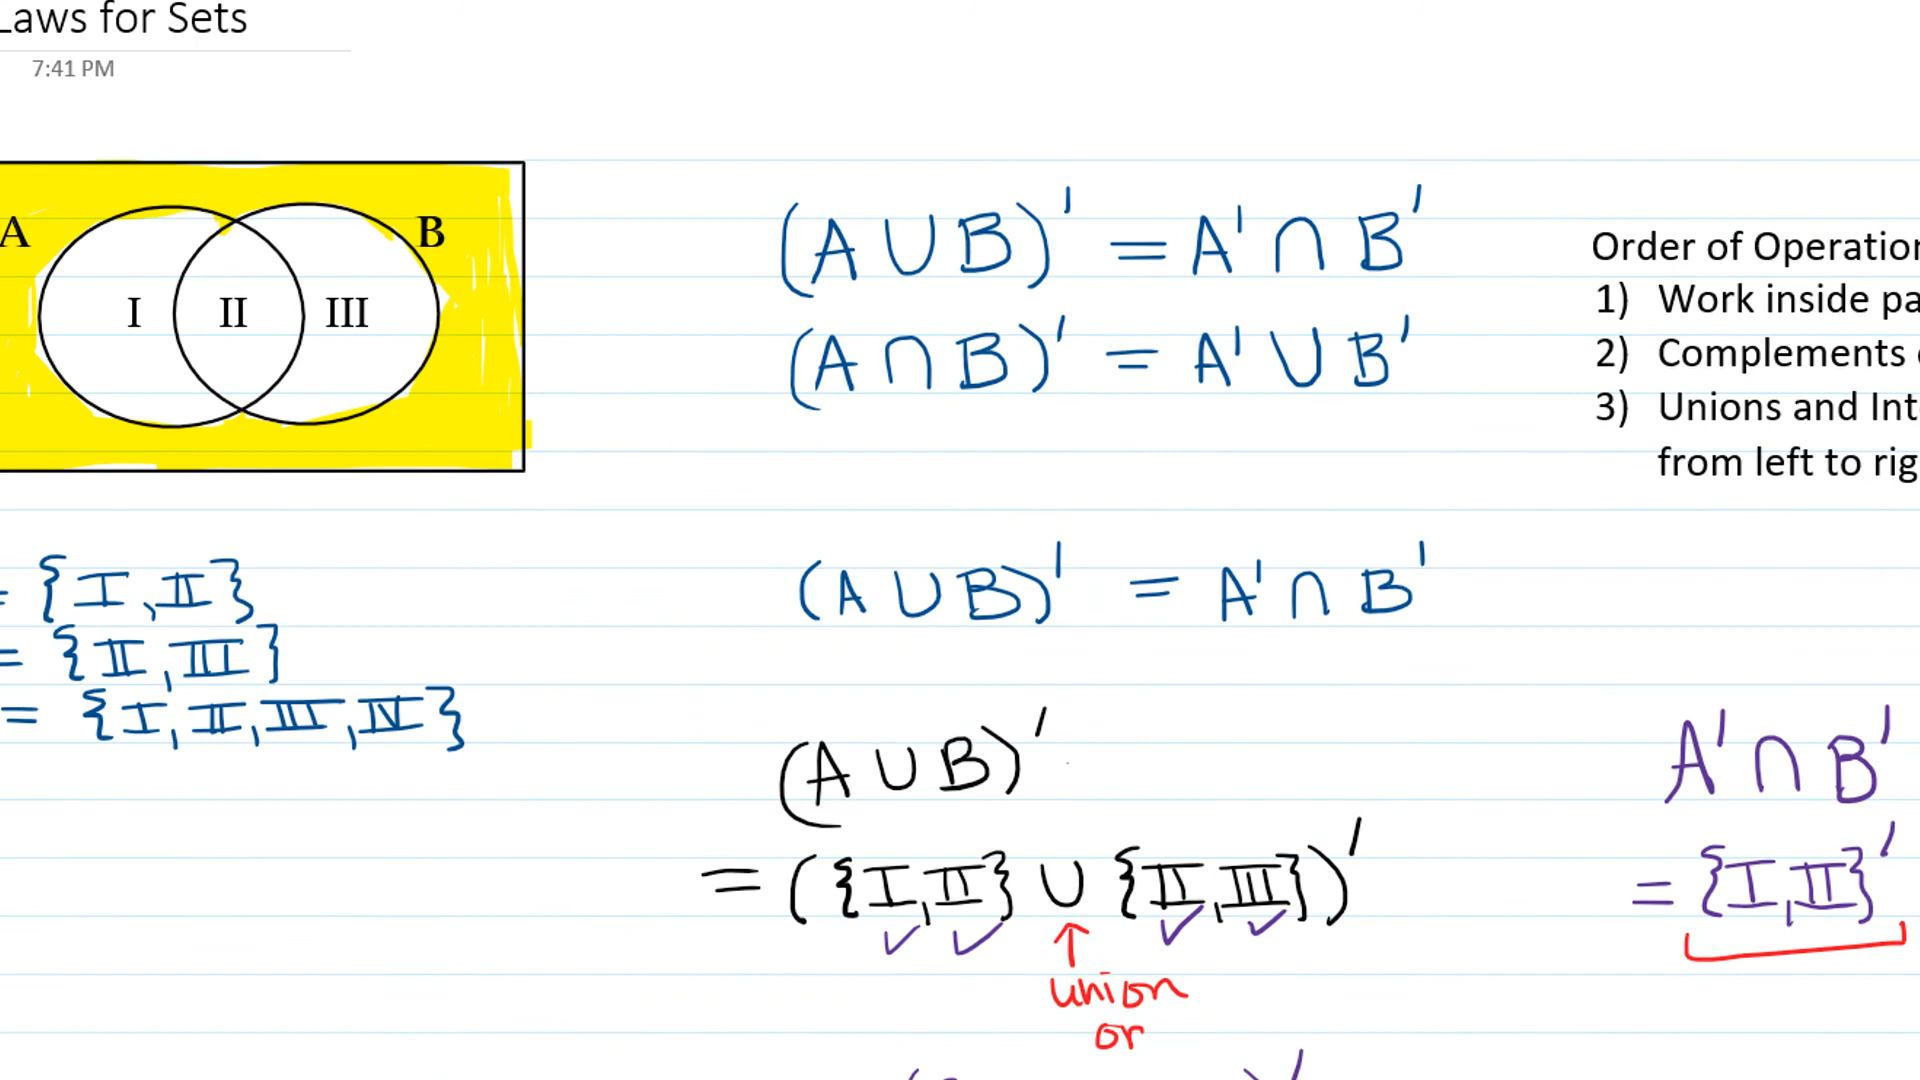 Laws for Sets
7:41 PM
A
B
I II III
(A ∪ B)' = A' ∩ B'
(A ∩ B)' = A' ∪ B'
Order of Operation
1) Work inside pa
2) Complements
3) Unions and Int
from left to rig
= {I, II}
= {II, III}
= {I, II, III, IV}
(A ∪ B)' = A' ∩ B'
(A ∪ B)'
= ({I, II} ∪ {II, III})'
union
or
A' ∩ B'
= {I, II}'